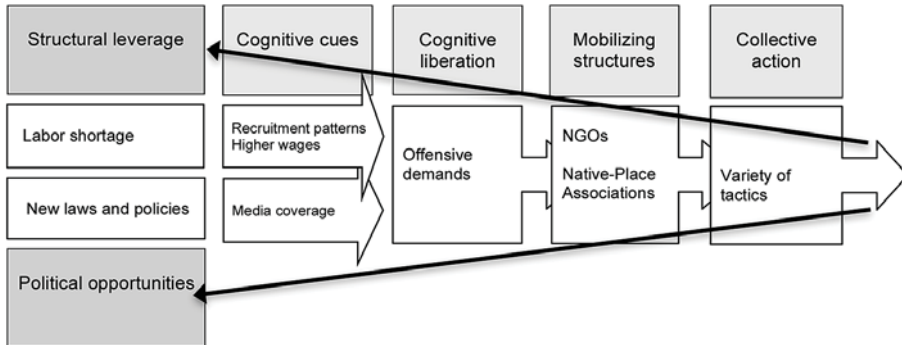 Structural leverage
Cognitive cues
Cognitive
liberation
Mobilizing
structures
Collective
action
Labor shortage
Recruitment patterns
Higher wages
Offensive
demands
NGOs
Native-Place
Associations
Variety of
tactics
New laws and policies
Media coverage
Political opportunities